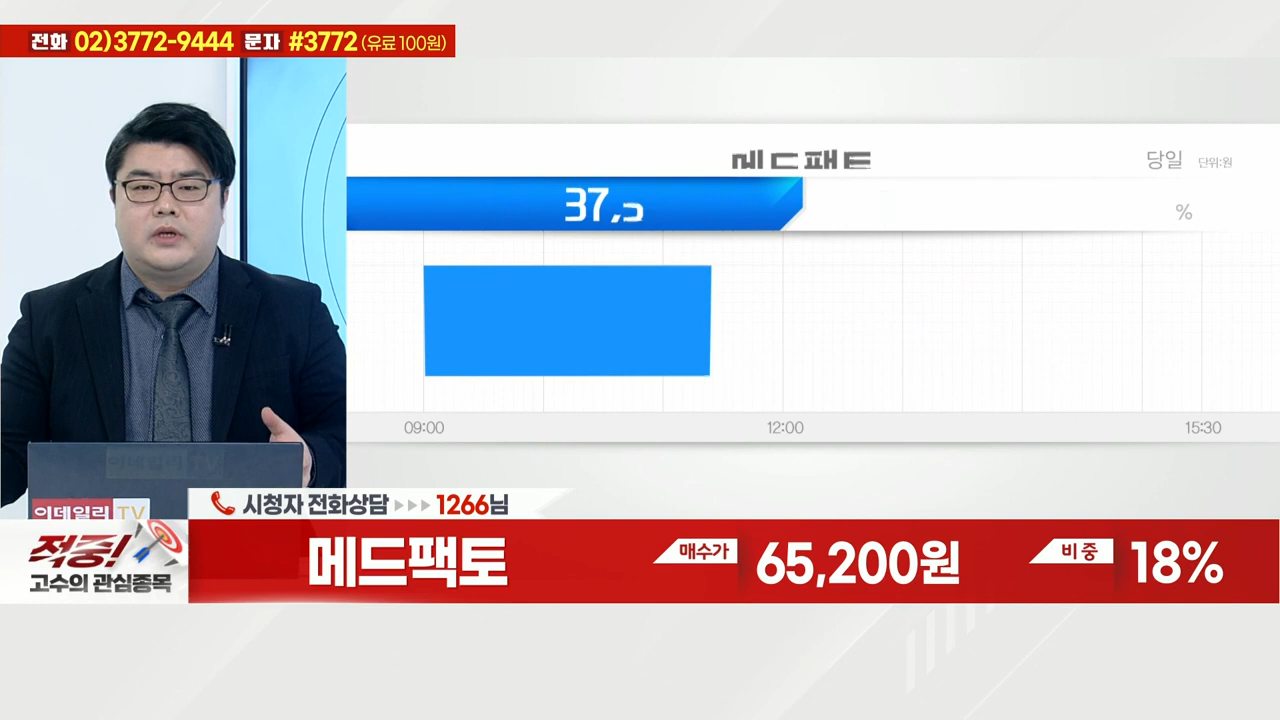 전화 02)3772-9444 문자 #3772 (유료 100원)
당일 단위:원
%
09:00 12:00 15:30
이데일리 TV
시청자 전화상담 ▶▶▶ 1266님
적중!
고수의 관심종목
메드팩토 매수가 65,200원 비중 18%